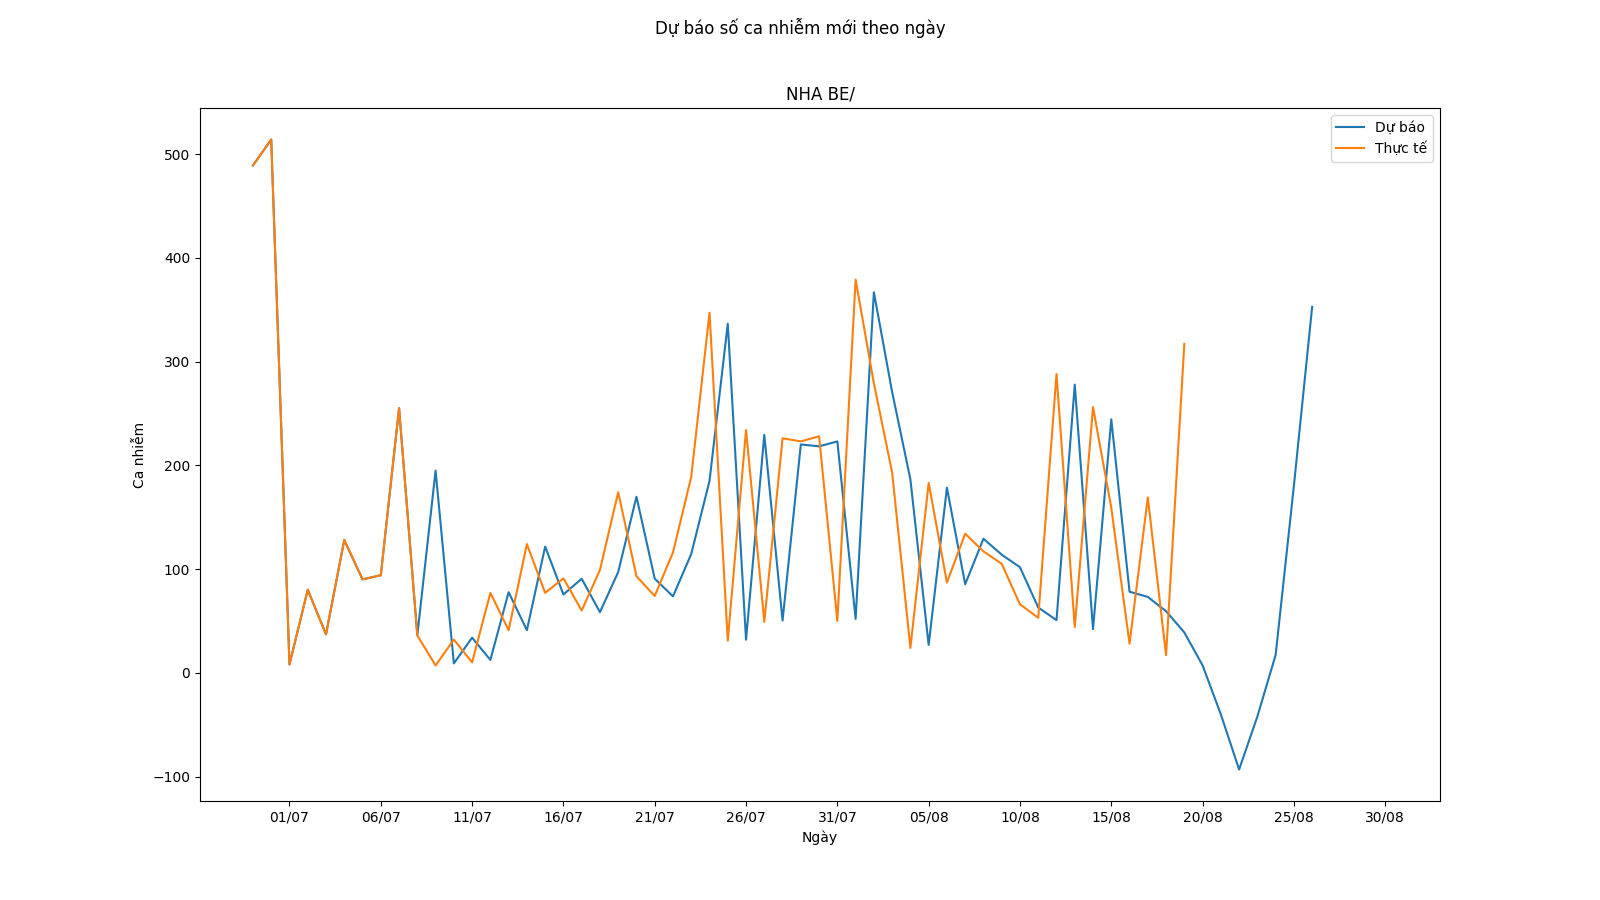 Dự báo số ca nhiễm mới theo ngày
NHA BE/
Dự báo
Thực tế
500
400
300
200
100
0
−100
Ca nhiễm
01/07 06/07 11/07 16/07 21/07 26/07 31/07 05/08 10/08 15/08 20/08 25/08 30/08
Ngày